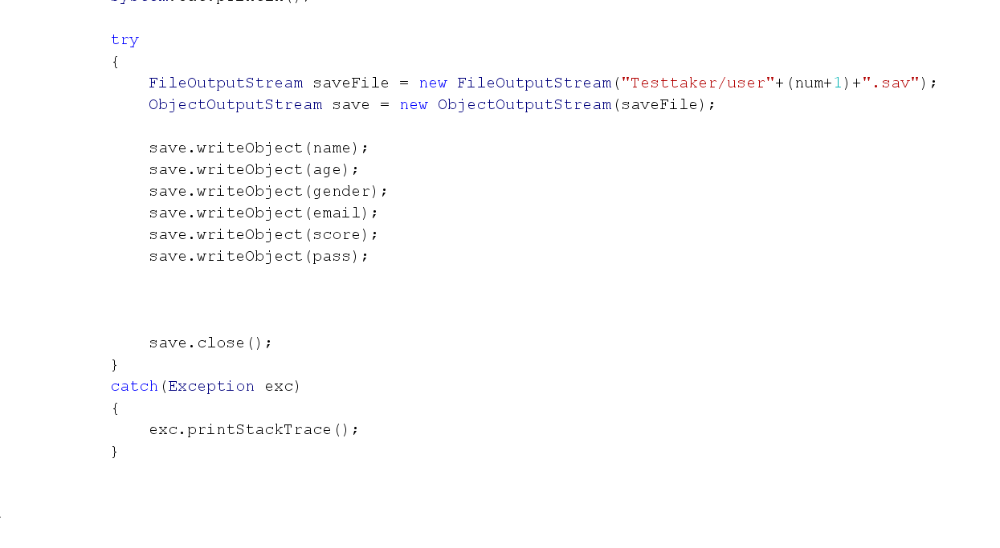 try
{
FileOutputStream saveFile = new FileOutputStream("Testtaker/user"+(num+1)+".sav");
ObjectOutputStream save = new ObjectOutputStream(saveFile);
save.writeObject(name);
save.writeObject(age);
save.writeObject(gender);
save.writeObject(email);
save.writeObject(score);
save.writeObject(pass);
save.close();
}
catch(Exception exc)
{
exc.printStackTrace();
}